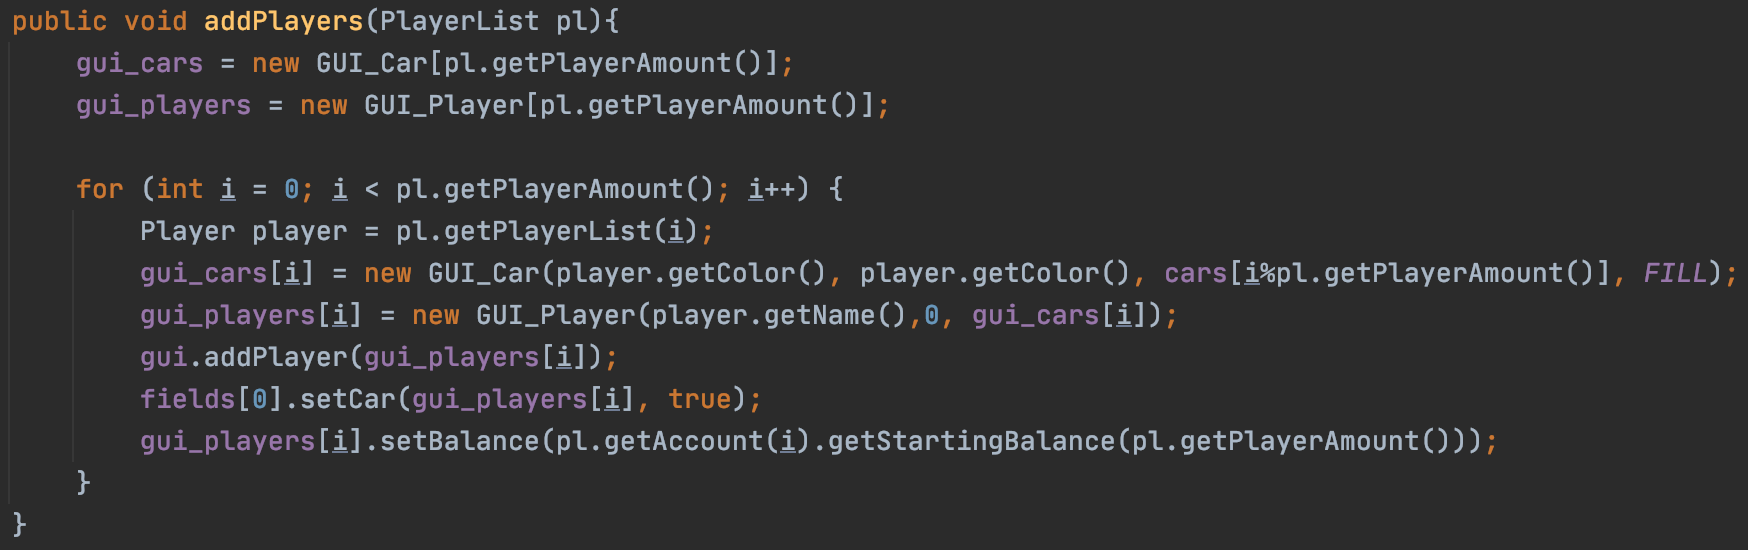 public void addPlayers(PlayerList pl){
gui_cars = new GUI_Car[pl.getPlayerAmount()];
gui_players = new GUI_Player[pl.getPlayerAmount()];
for (int i = 0; i < pl.getPlayerAmount(); i++) {
Player player = pl.getPlayerList(i);
gui_cars[i] = new GUI_Car(player.getColor(), player.getColor(), cars[i%pl.getPlayerAmount()], FILL);
gui_players[i] = new GUI_Player(player.getName(),0, gui_cars[i]);
gui.addPlayer(gui_players[i]);
fields[0].setCar(gui_players[i], true);
gui_players[i].setBalance(pl.getAccount(i).getStartingBalance(pl.getPlayerAmount()));
}
}